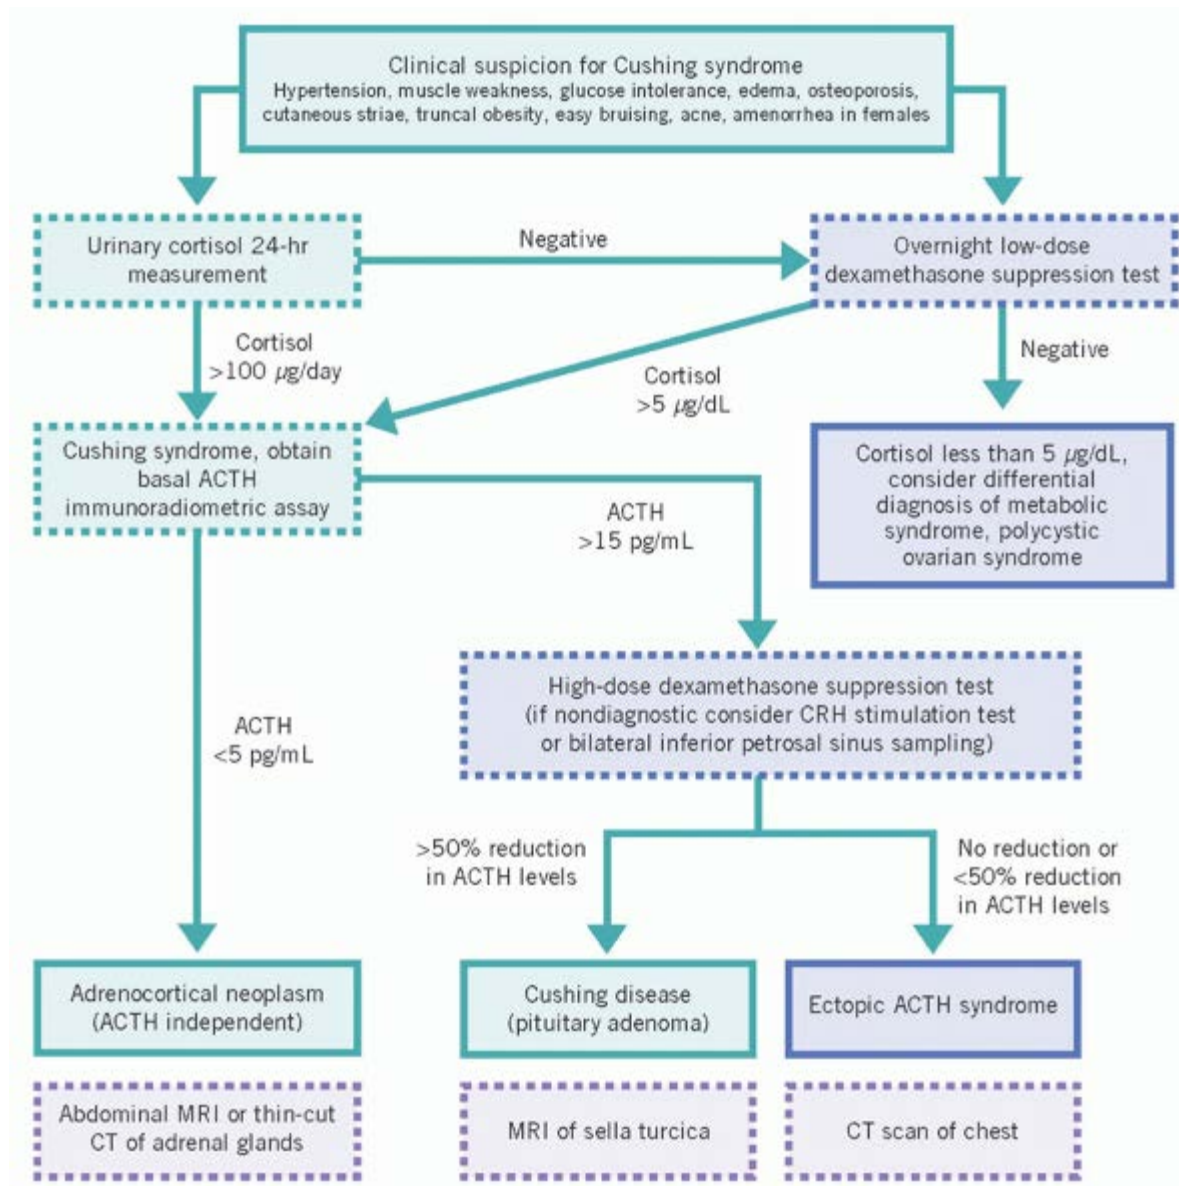 Clinical suspicion for Cushing syndrome
Hypertension, muscle weakness, glucose intolerance, edema, osteoporosis,
cutaneous striae, truncal obesity, easy bruising, acne, amenorrhea in females
Urinary cortisol 24-hr
measurement
Negative
Overnight low-dose
dexamethasone suppression test
Cortisol
>100 µg/day
Cortisol
>5 µg/dL
Negative
Cushing syndrome, obtain
basal ACTH
immunoradiometric assay
ACTH
>15 pg/mL
Cortisol less than 5 µg/dL,
consider differential
diagnosis of metabolic
syndrome, polycystic
ovarian syndrome
High-dose dexamethasone suppression test
(if nondiagnostic consider CRH stimulation test
or bilateral inferior petrosal sinus sampling)
ACTH
<5 pg/mL
>50% reduction
in ACTH levels
No reduction or
<50% reduction
in ACTH levels
Adrenocortical neoplasm
(ACTH independent)
Cushing disease
(pituitary adenoma)
Ectopic ACTH syndrome
Abdominal MRI or thin-cut
CT of adrenal glands
MRI of sella turcica
CT scan of chest